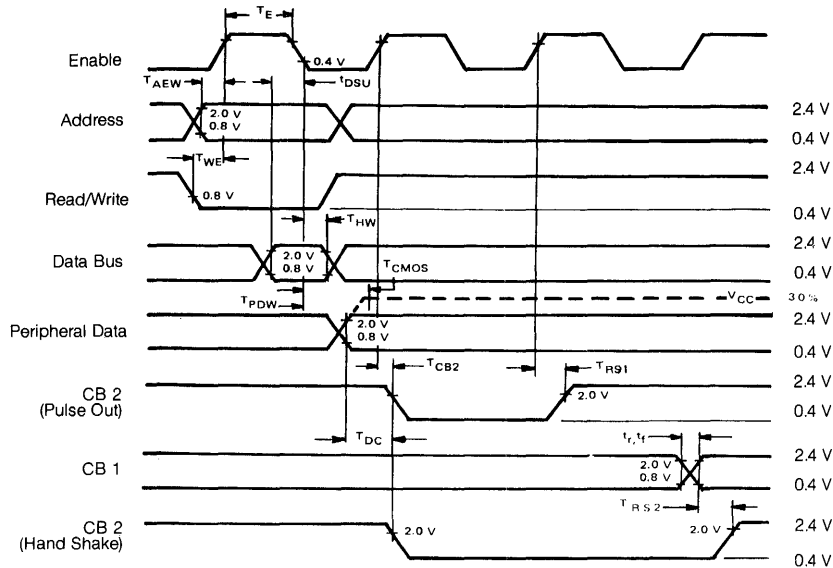 T_E
Enable
0.4 V
T_AEW
t_DSU
Address
2.0 V
0.8 V
2.4 V
0.4 V
T_WE
2.4 V
Read/Write
0.8 V
0.4 V
T_HW
Data Bus
2.0 V
0.8 V
2.4 V
0.4 V
T_CMOS
T_PDW
V_CC
30%
Peripheral Data
2.0 V
0.8 V
2.4 V
0.4 V
T_CB2
T_RS1
CB 2
(Pulse Out)
2.0 V
2.4 V
0.4 V
T_DC
t_r, t_f
CB 1
2.0 V
0.8 V
2.4 V
0.4 V
T_RS2
CB 2
(Hand Shake)
2.0 V
2.0 V
2.4 V
0.4 V